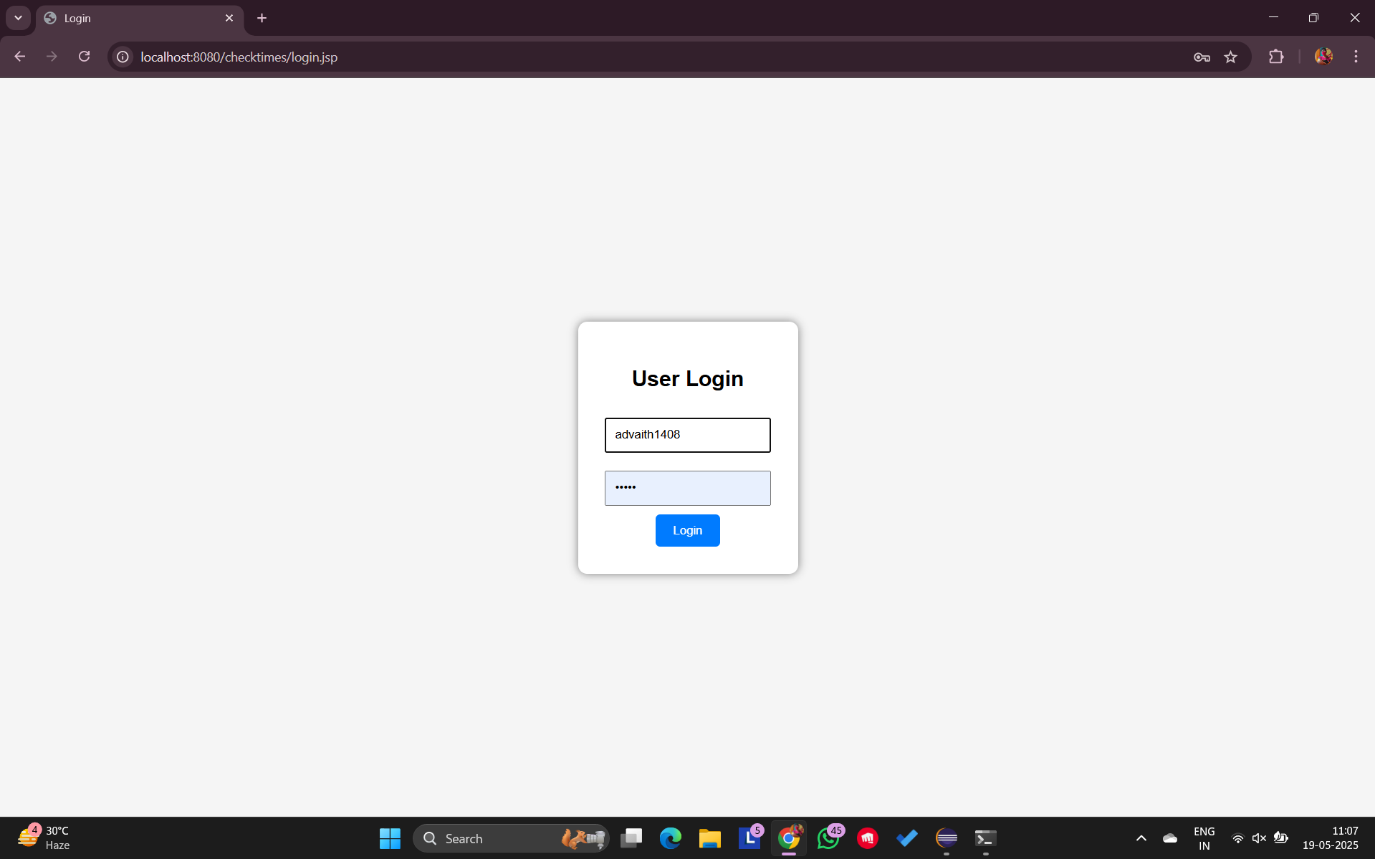 Login
localhost:8080/checktimes/login.jsp
User Login
advaith1408
•••••
Login
4
30°C
Haze
Search
L 5
45
ENG
IN
11:07
19-05-2025